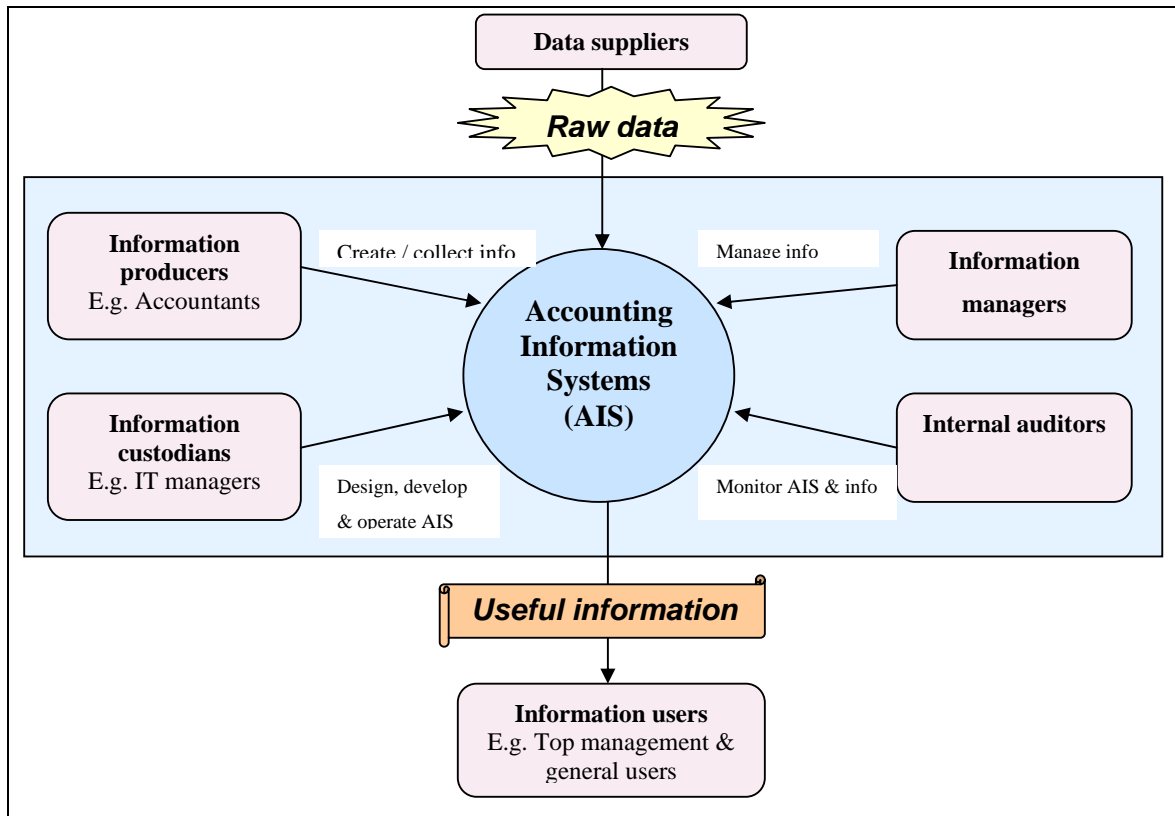 Data suppliers
Raw data
Information
producers
E.g. Accountants
Create / collect info
Manage info
Information
managers
Accounting
Information
Systems
(AIS)
Information
custodians
E.g. IT managers
Design, develop
& operate AIS
Monitor AIS & info
Internal auditors
Useful information
Information users
E.g. Top management &
general users